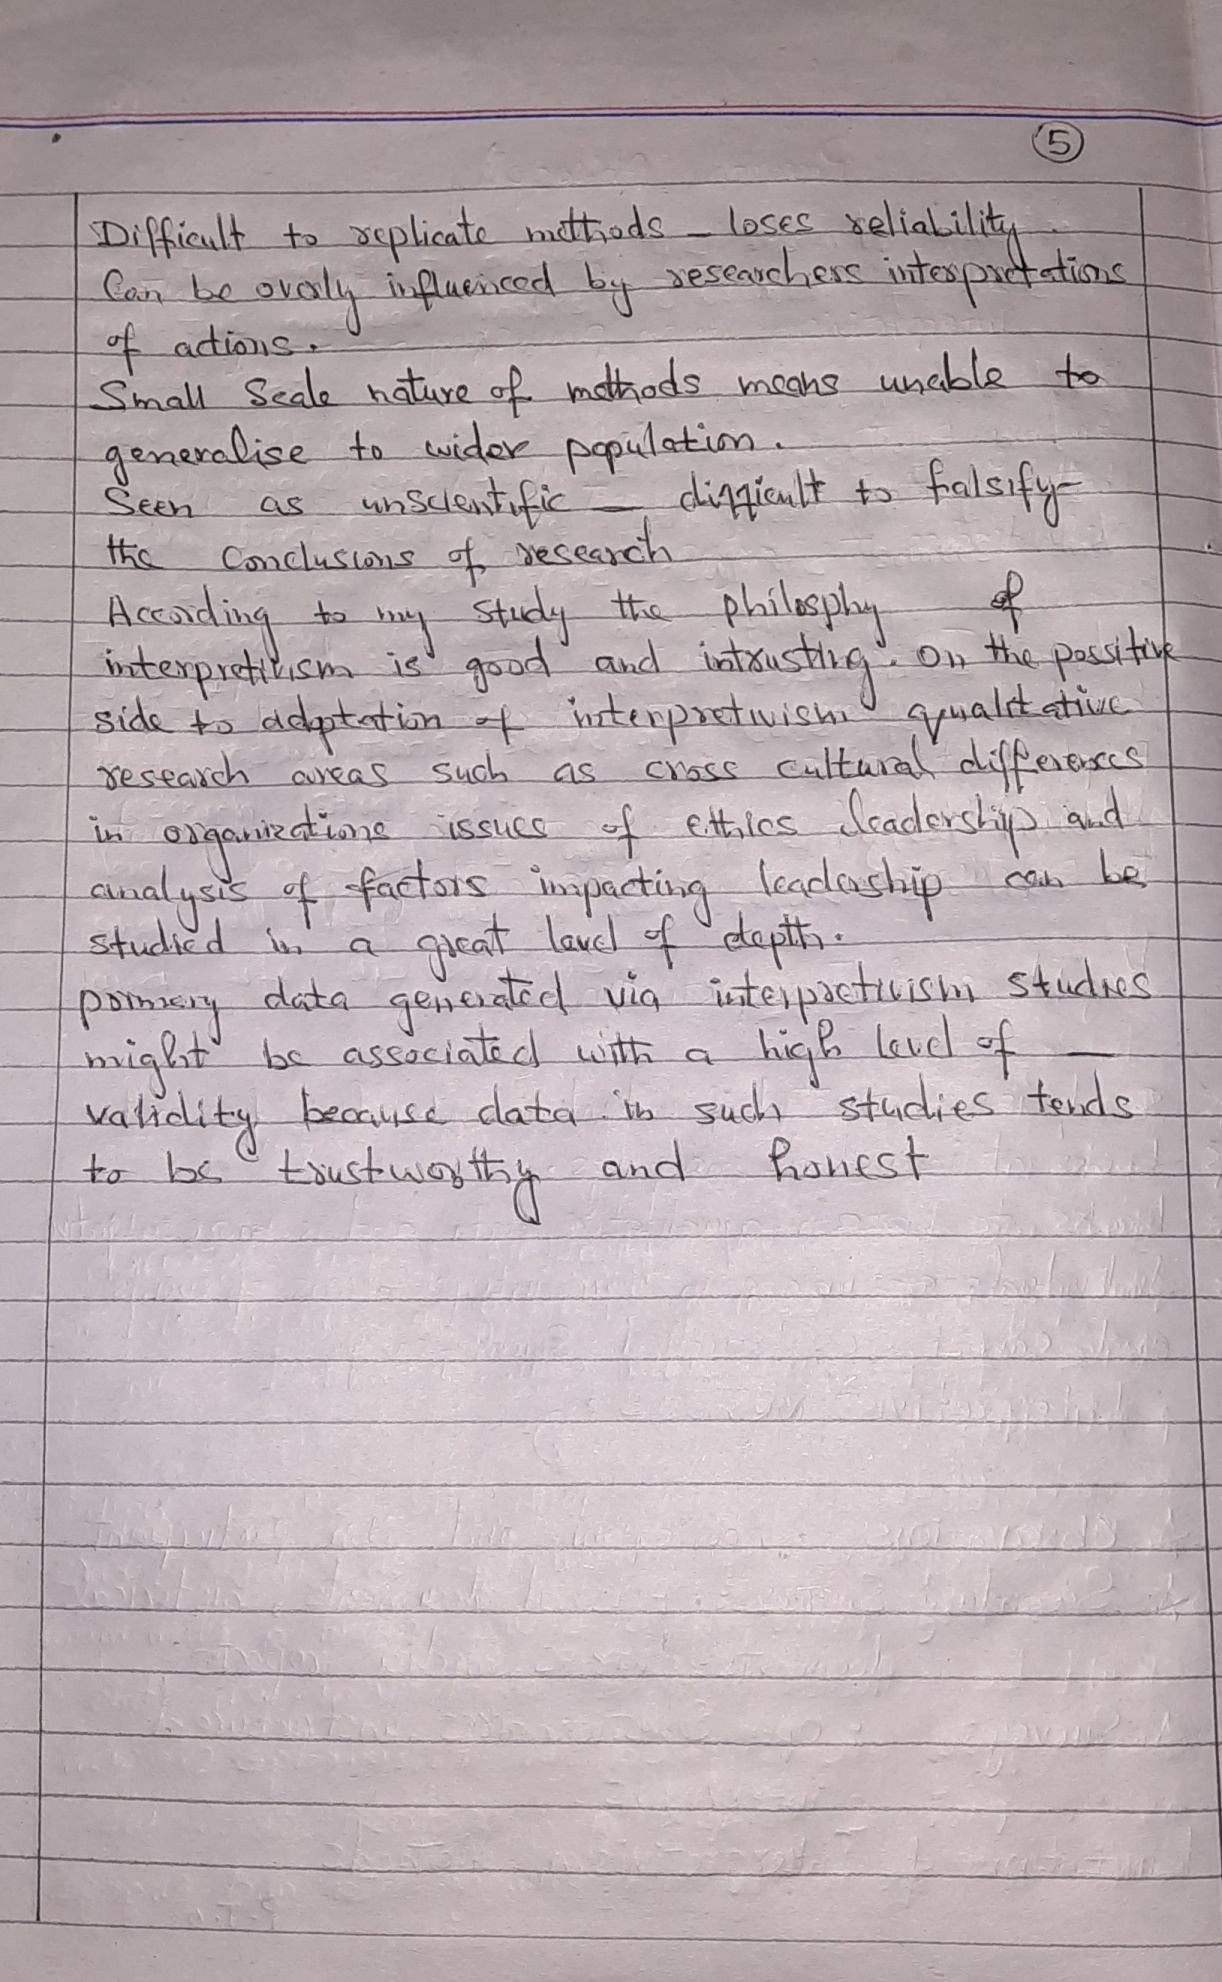 5
Difficult to replicate methods - loses reliability.
Can be overly influenced by researchers interpretations
of actions.
Small Scale nature of methods means unable to
generalise to wider population.
Seen as unscientific - difficult to falsify
the conclusions of research
According to my study the philosphy of
interpretivism is good and intrusting. On the possitive
side to adptation of interpretivism qualitative
research areas such as cross cultural differences
in organizations issues of ethics leadership and
analysis of factors impacting leadership can be
studied in a great level of depth.
primery data generated via interpretivism studies
might be associated with a high level of -
validity because data in such studies tends
to be trustworthy and honest